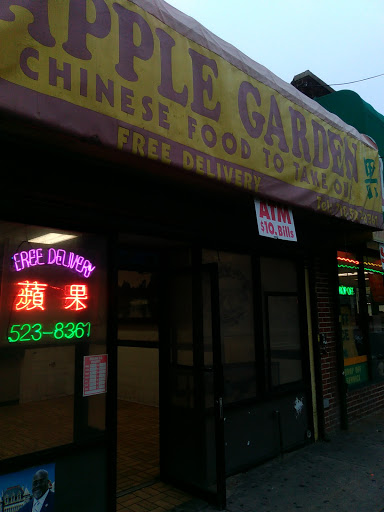 APPLE GARDEN
CHINESE FOOD TO TAKE OUT
FREE DELIVERY
ATM
$10. Bills
FREE DELIVERY
蘋果
523-8361